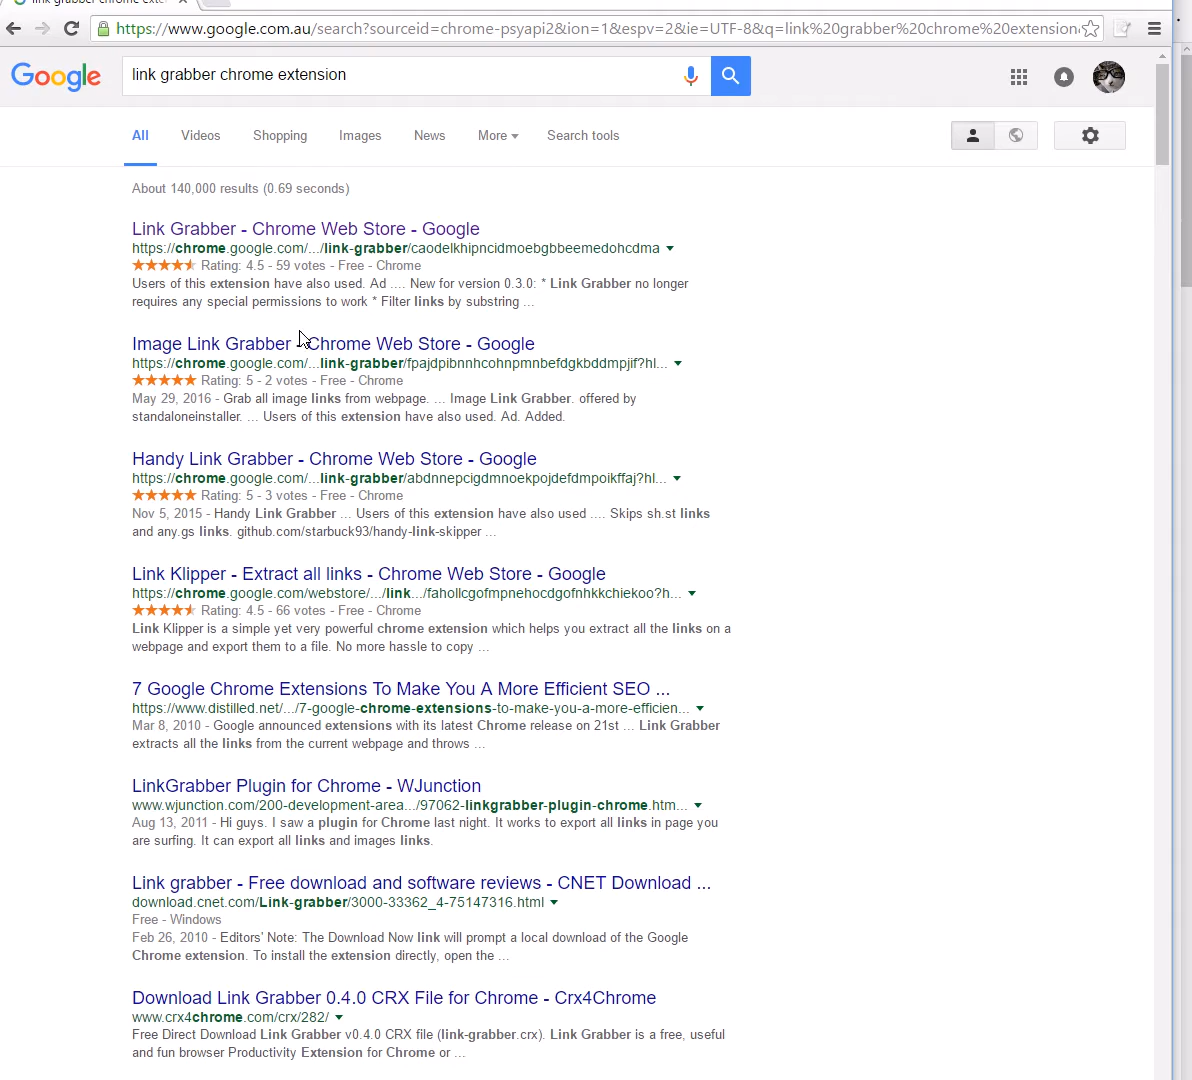 link grabber chrome exte
https://www.google.com.au/search?sourceid=chrome-psyapi2&ion=1&espv=2&ie=UTF-8&q=link%20grabber%20chrome%20extension
Google
link grabber chrome extension
All Videos Shopping Images News More Search tools
About 140,000 results (0.69 seconds)
Link Grabber - Chrome Web Store - Google
https://chrome.google.com/.../link-grabber/caodelkhipncidmoebgbbeemedohcdma
Rating: 4.5 - 59 votes - Free - Chrome
Users of this extension have also used. Ad .... New for version 0.3.0: * Link Grabber no longer
requires any special permissions to work * Filter links by substring ...
Image Link Grabber - Chrome Web Store - Google
https://chrome.google.com/...link-grabber/fpajdpibnnhcohnpmnbefdgkbddmpjif?hl...
Rating: 5 - 2 votes - Free - Chrome
May 29, 2016 - Grab all image links from webpage. ... Image Link Grabber. offered by
standaloneinstaller. ... Users of this extension have also used. Ad. Added.
Handy Link Grabber - Chrome Web Store - Google
https://chrome.google.com/...link-grabber/abdnnepcigdmnoekpojdefdmpoikffaj?hl...
Rating: 5 - 3 votes - Free - Chrome
Nov 5, 2015 - Handy Link Grabber ... Users of this extension have also used .... Skips sh.st links
and any.gs links. github.com/starbuck93/handy-link-skipper ...
Link Klipper - Extract all links - Chrome Web Store - Google
https://chrome.google.com/webstore/.../link.../fahollcgofmpnehocdgofnhkkchiekoo?h...
Rating: 4.5 - 66 votes - Free - Chrome
Link Klipper is a simple yet very powerful chrome extension which helps you extract all the links on a
webpage and export them to a file. No more hassle to copy ...
7 Google Chrome Extensions To Make You A More Efficient SEO ...
https://www.distilled.net/.../7-google-chrome-extensions-to-make-you-a-more-efficien...
Mar 8, 2010 - Google announced extensions with its latest Chrome release on 21st ... Link Grabber
extracts all the links from the current webpage and throws ...
LinkGrabber Plugin for Chrome - WJunction
www.wjunction.com/200-development-area.../97062-linkgrabber-plugin-chrome.htm...
Aug 13, 2011 - Hi guys. I saw a plugin for Chrome last night. It works to export all links in page you
are surfing. It can export all links and images links.
Link grabber - Free download and software reviews - CNET Download ...
download.cnet.com/Link-grabber/3000-33362_4-75147316.html
Free - Windows
Feb 26, 2010 - Editors' Note: The Download Now link will prompt a local download of the Google
Chrome extension. To install the extension directly, open the ...
Download Link Grabber 0.4.0 CRX File for Chrome - Crx4Chrome
www.crx4chrome.com/crx/282/
Free Direct Download Link Grabber v0.4.0 CRX file (link-grabber.crx). Link Grabber is a free, useful
and fun browser Productivity Extension for Chrome or ...